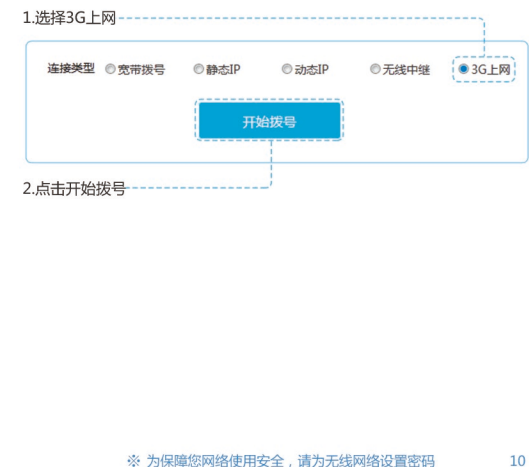 1.选择3G上网
连接类型 宽带拨号 静态IP 动态IP 无线中继 3G上网
开始拨号
2.点击开始拨号
※ 为保障您网络使用安全，请为无线网络设置密码 10